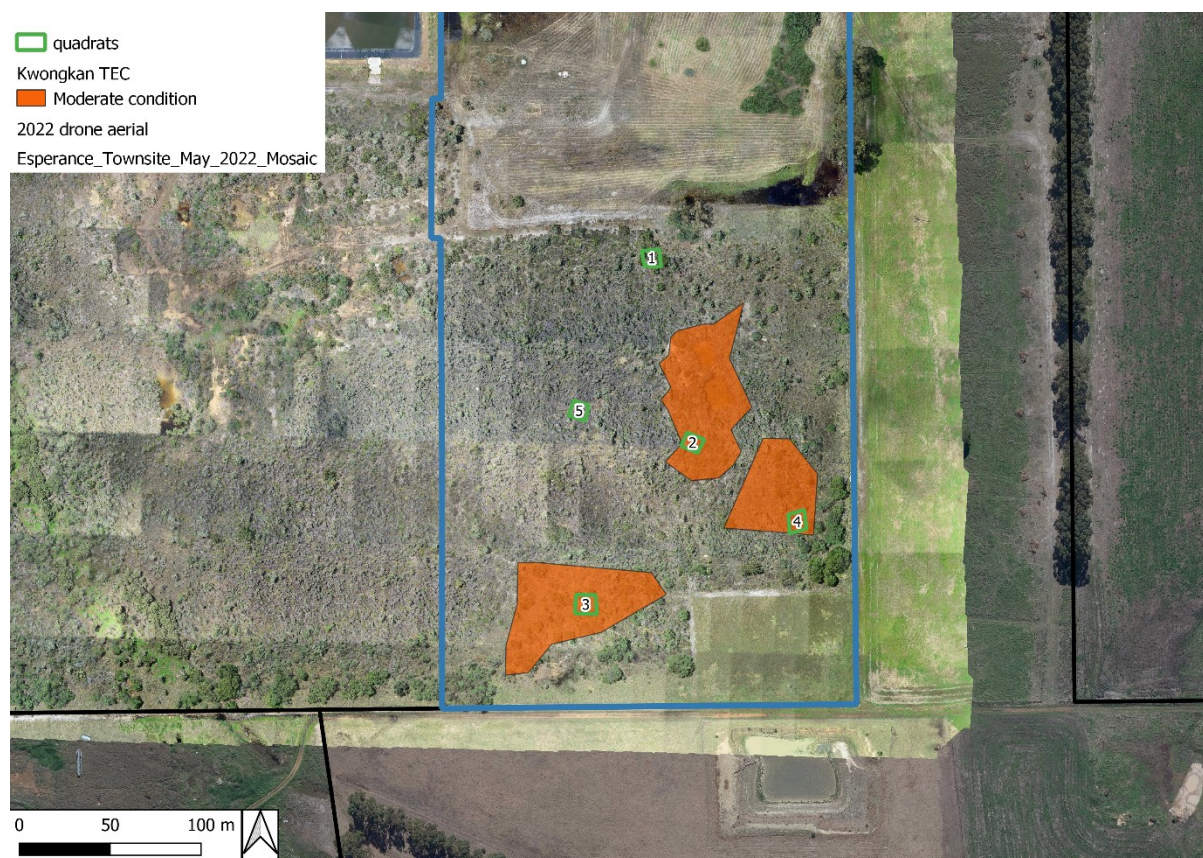 quadrats
Kwongkan TEC
Moderate condition
2022 drone aerial
Esperance_Townsite_May_2022_Mosaic
1
5
2
4
3
0 50 100 m